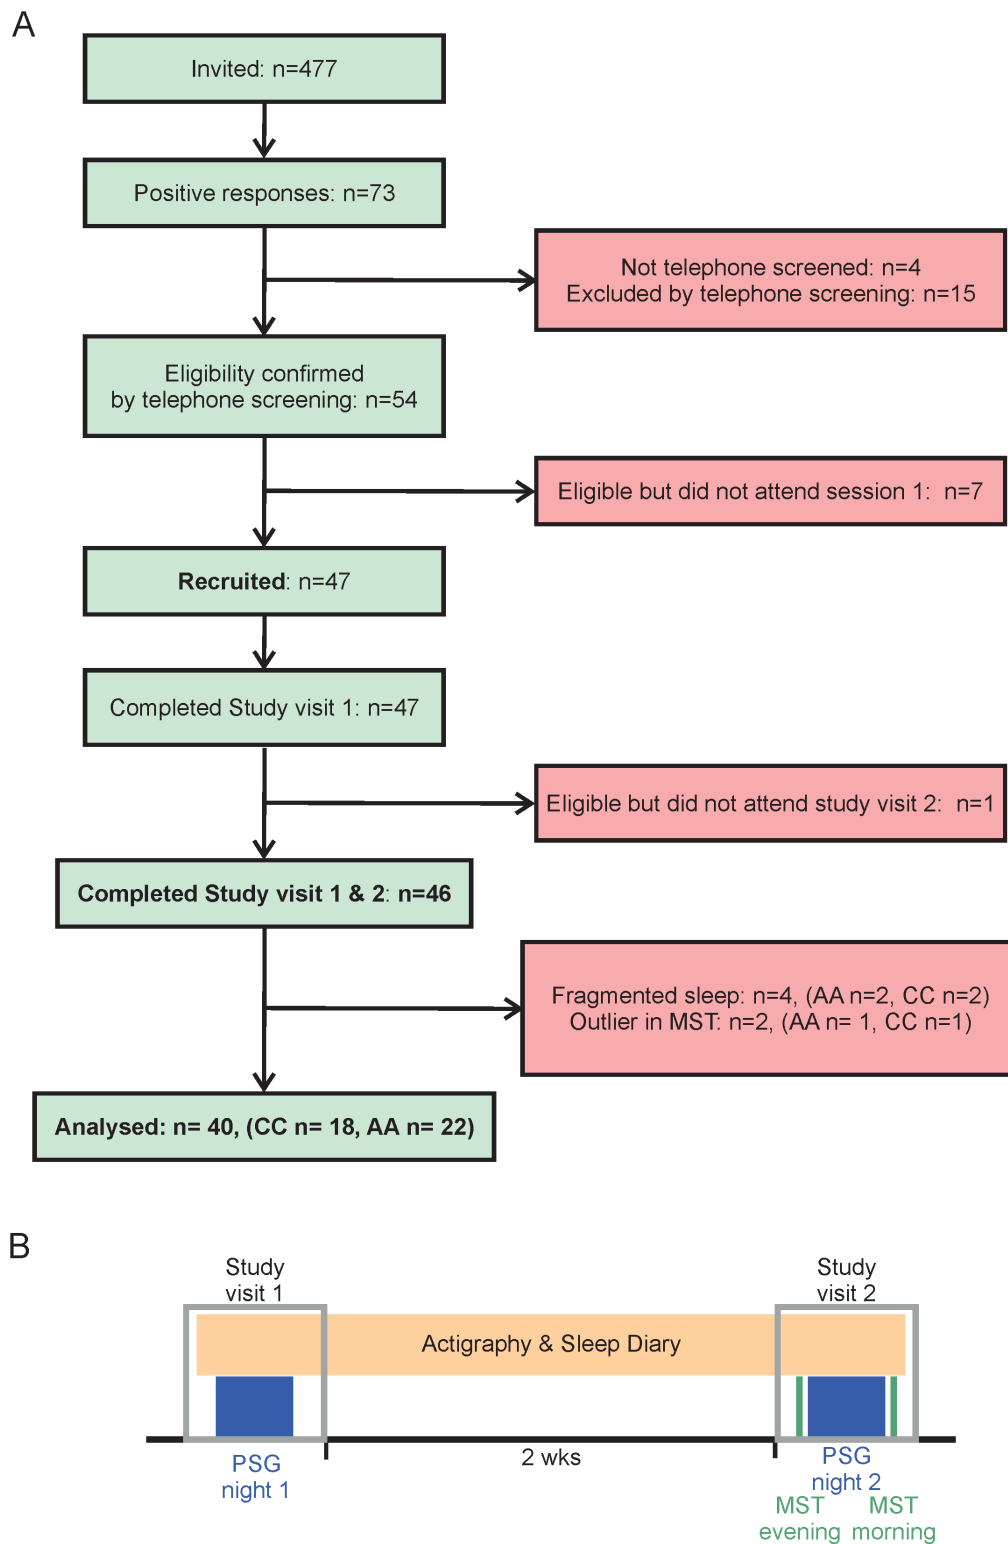 A
Invited: n=477
Positive responses: n=73
Not telephone screened: n=4
Excluded by telephone screening: n=15
Eligibility confirmed
by telephone screening: n=54
Eligible but did not attend session 1:  n=7
Recruited: n=47
Completed Study visit 1: n=47
Eligible but did not attend study visit 2:  n=1
Completed Study visit 1 & 2: n=46
Fragmented sleep: n=4, (AA n=2, CC n=2)
Outlier in MST: n=2, (AA n= 1, CC n=1)
Analysed: n= 40, (CC n= 18, AA n= 22)
B
Study
visit 1
Study
visit 2
Actigraphy & Sleep Diary
PSG
night 1
2 wks
PSG
night 2
MST
evening
MST
morning